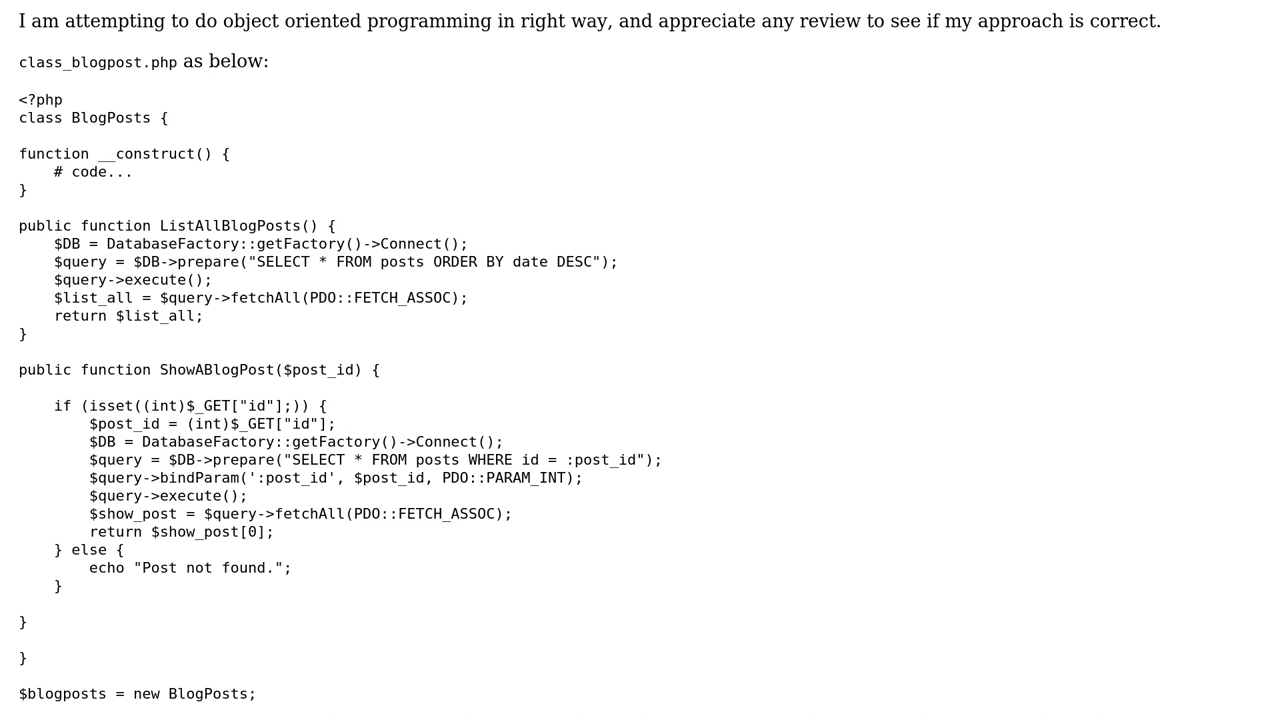 I am attempting to do object oriented programming in right way, and appreciate any review to see if my approach is correct.
class_blogpost.php as below:
<?php
class BlogPosts {
function __construct() {
    # code...
}
public function ListAllBlogPosts() {
    $DB = DatabaseFactory::getFactory()->Connect();
    $query = $DB->prepare("SELECT * FROM posts ORDER BY date DESC");
    $query->execute();
    $list_all = $query->fetchAll(PDO::FETCH_ASSOC);
    return $list_all;
}
public function ShowABlogPost($post_id) {
    if (isset((int)$_GET["id"];)) {
        $post_id = (int)$_GET["id"];
        $DB = DatabaseFactory::getFactory()->Connect();
        $query = $DB->prepare("SELECT * FROM posts WHERE id = :post_id");
        $query->bindParam(':post_id', $post_id, PDO::PARAM_INT);
        $query->execute();
        $show_post = $query->fetchAll(PDO::FETCH_ASSOC);
        return $show_post[0];
    } else {
        echo "Post not found.";
    }
}
}
$blogposts = new BlogPosts;